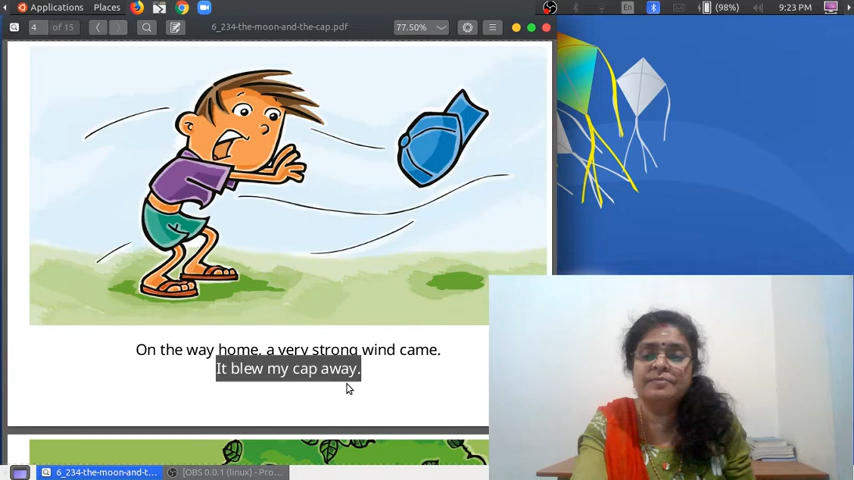 Applications Places
En
(98%)
9:23 PM
4 of 15
6_234-the-moon-and-the-cap.pdf
77.50%
On the way home, a very strong wind came.
It blew my cap away.
6_234-the-moon-and-t...
[OBS 0.0.1 (linux) - Pro...